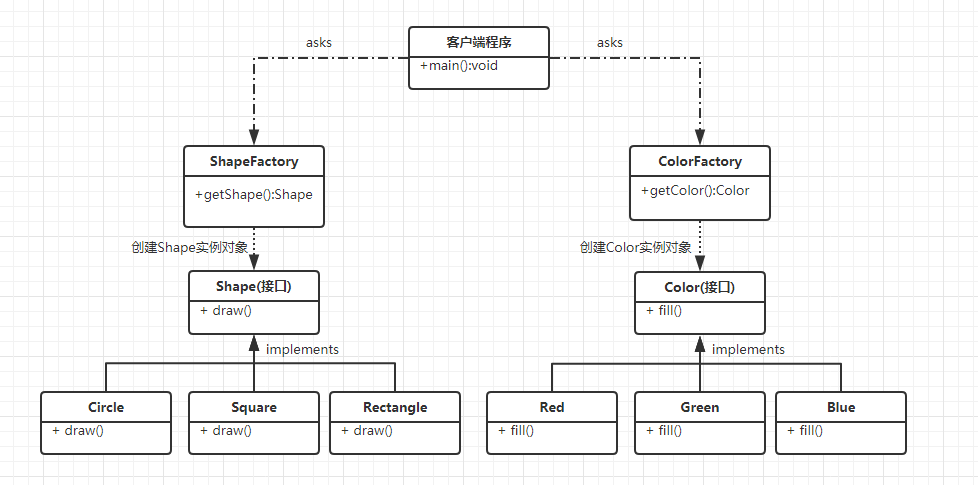 客户端程序
+main():void
asks
asks
ShapeFactory
+getShape():Shape
ColorFactory
+getColor():Color
创建Shape实例对象
创建Color实例对象
Shape(接口)
+ draw()
Color(接口)
+ fill()
implements
implements
Circle
+ draw()
Square
+ draw()
Rectangle
+ draw()
Red
+ fill()
Green
+ fill()
Blue
+ fill()